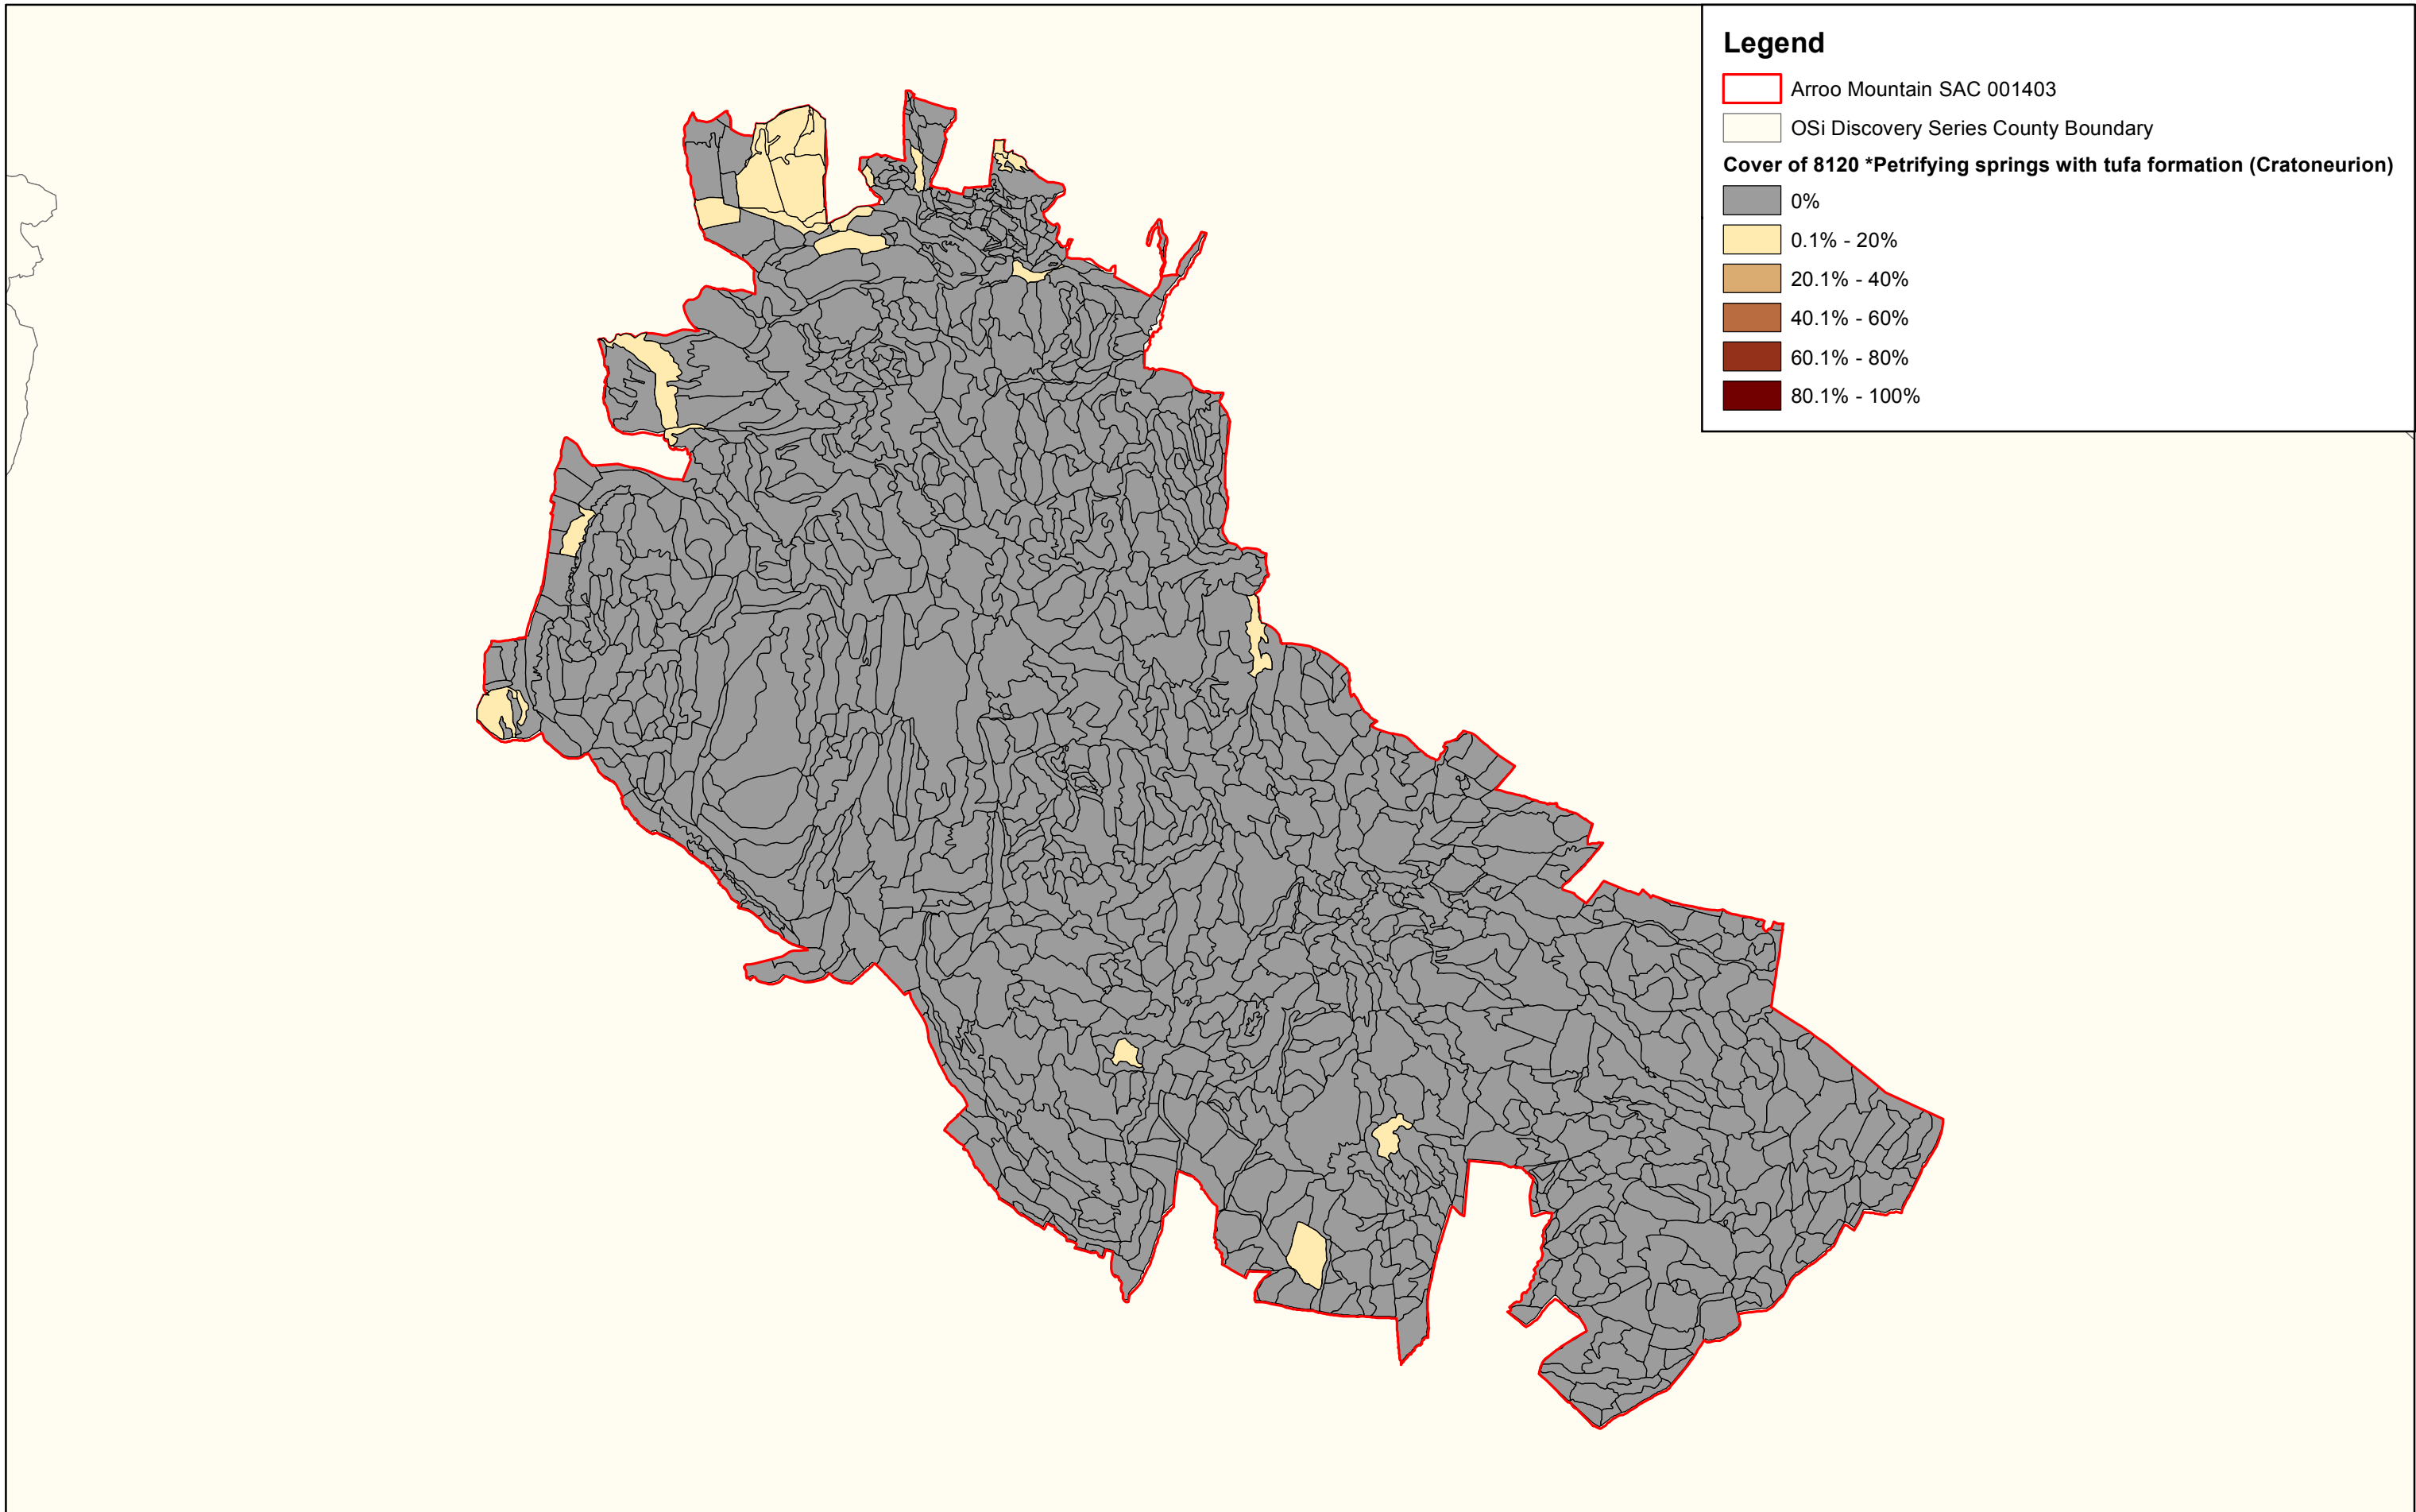 Legend
Arroo Mountain SAC 001403
OSi Discovery Series County Boundary
Cover of 8120 *Petrifying springs with tufa formation (Cratoneurion)
0%
0.1% - 20%
20.1% - 40%
40.1% - 60%
60.1% - 80%
80.1% - 100%